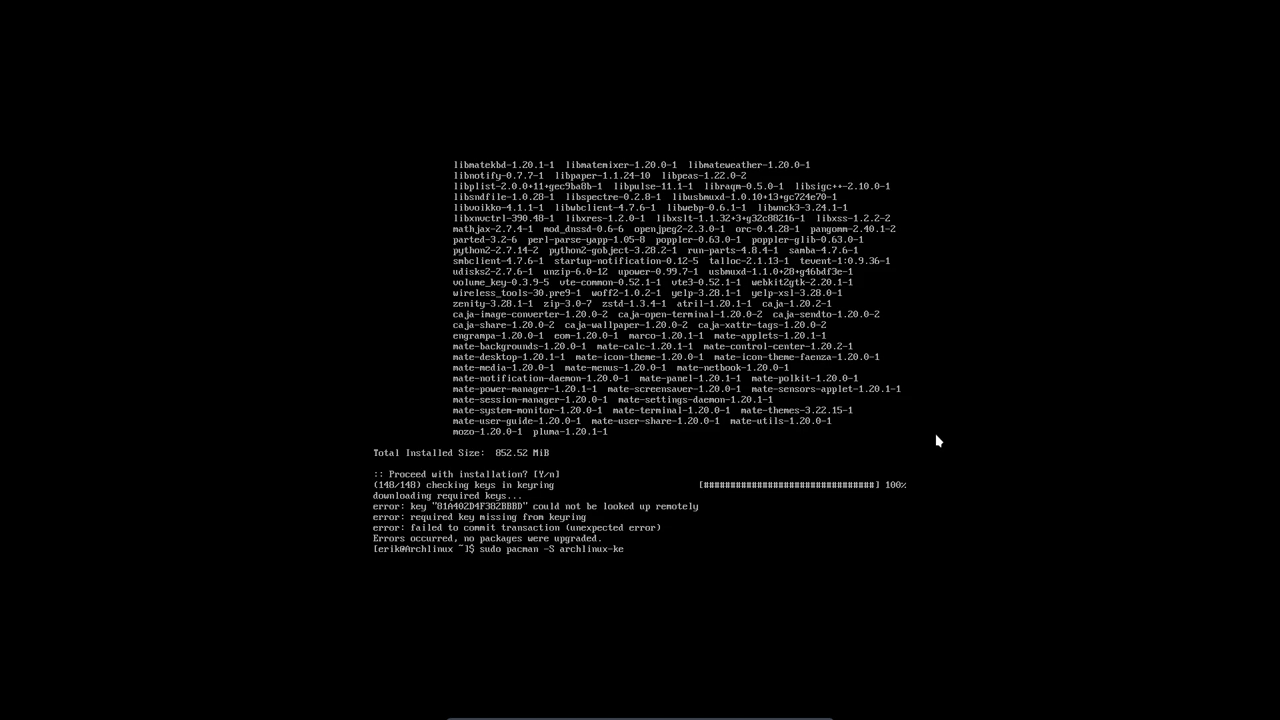 libmatekbd-1.20.1-1 libmatemixer-1.20.0-1 libmateweather-1.20.0-1
libnotify-0.7.7-1 libpaper-1.1.24-10 libpeas-1.22.0-2
libplist-2.0.0+11+gec9ba8b-1 libpulse-11.1-1 libraqm-0.5.0-1 libsigc++-2.10.0-1
libsndfile-1.0.28-1 libspectre-0.2.8-1 libusbmuxd-1.0.10+13+gc724e70-1
libvoikko-4.1.1-1 libwbclient-4.7.6-1 libwebp-0.6.1-1 libwnck3-3.24.1-1
libxnvctrl-390.48-1 libxres-1.2.0-1 libxslt-1.1.32+3+g32c88216-1 libxss-1.2.2-2
mathjax-2.7.4-1 mod_dnssd-0.6-6 openjpeg2-2.3.0-1 orc-0.4.28-1 pangomm-2.40.1-2
parted-3.2-6 perl-parse-yapp-1.05-8 poppler-0.63.0-1 poppler-glib-0.63.0-1
python2-2.7.14-2 python2-gobject-3.28.2-1 run-parts-4.8.4-1 samba-4.7.6-1
smbclient-4.7.6-1 startup-notification-0.12-5 talloc-2.1.13-1 tevent-1:0.9.36-1
udisks2-2.7.6-1 unzip-6.0-12 upower-0.99.7-1 usbmuxd-1.1.0+28+g46bdf3e-1
volume_key-0.3.9-5 vte-common-0.52.1-1 vte3-0.52.1-1 webkit2gtk-2.20.1-1
wireless_tools-30.pre9-1 woff2-1.0.2-1 yelp-3.28.1-1 yelp-xsl-3.28.0-1
zenity-3.28.1-1 zip-3.0-7 zstd-1.3.4-1 atril-1.20.1-1 caja-1.20.2-1
caja-image-converter-1.20.0-2 caja-open-terminal-1.20.0-2 caja-sendto-1.20.0-2
caja-share-1.20.0-2 caja-wallpaper-1.20.0-2 caja-xattr-tags-1.20.0-2
engrampa-1.20.0-1 eom-1.20.0-1 marco-1.20.1-1 mate-applets-1.20.1-1
mate-backgrounds-1.20.0-1 mate-calc-1.20.1-1 mate-control-center-1.20.2-1
mate-desktop-1.20.1-1 mate-icon-theme-1.20.0-1 mate-icon-theme-faenza-1.20.0-1
mate-media-1.20.0-1 mate-menus-1.20.0-1 mate-netbook-1.20.0-1
mate-notification-daemon-1.20.0-1 mate-panel-1.20.1-1 mate-polkit-1.20.0-1
mate-power-manager-1.20.1-1 mate-screensaver-1.20.0-1 mate-sensors-applet-1.20.1-1
mate-session-manager-1.20.0-1 mate-settings-daemon-1.20.1-1
mate-system-monitor-1.20.0-1 mate-terminal-1.20.0-1 mate-themes-3.22.15-1
mate-user-guide-1.20.0-1 mate-user-share-1.20.0-1 mate-utils-1.20.0-1
mozo-1.20.0-1 pluma-1.20.1-1
Total Installed Size: 852.52 MiB
:: Proceed with installation? [Y/n]
(148/148) checking keys in keyring [################################] 100%
downloading required keys...
error: key "81A402D4F382BBBD" could not be looked up remotely
error: required key missing from keyring
error: failed to commit transaction (unexpected error)
Errors occurred, no packages were upgraded.
[erik@Archlinux ~]$ sudo pacman -S archlinux-ke